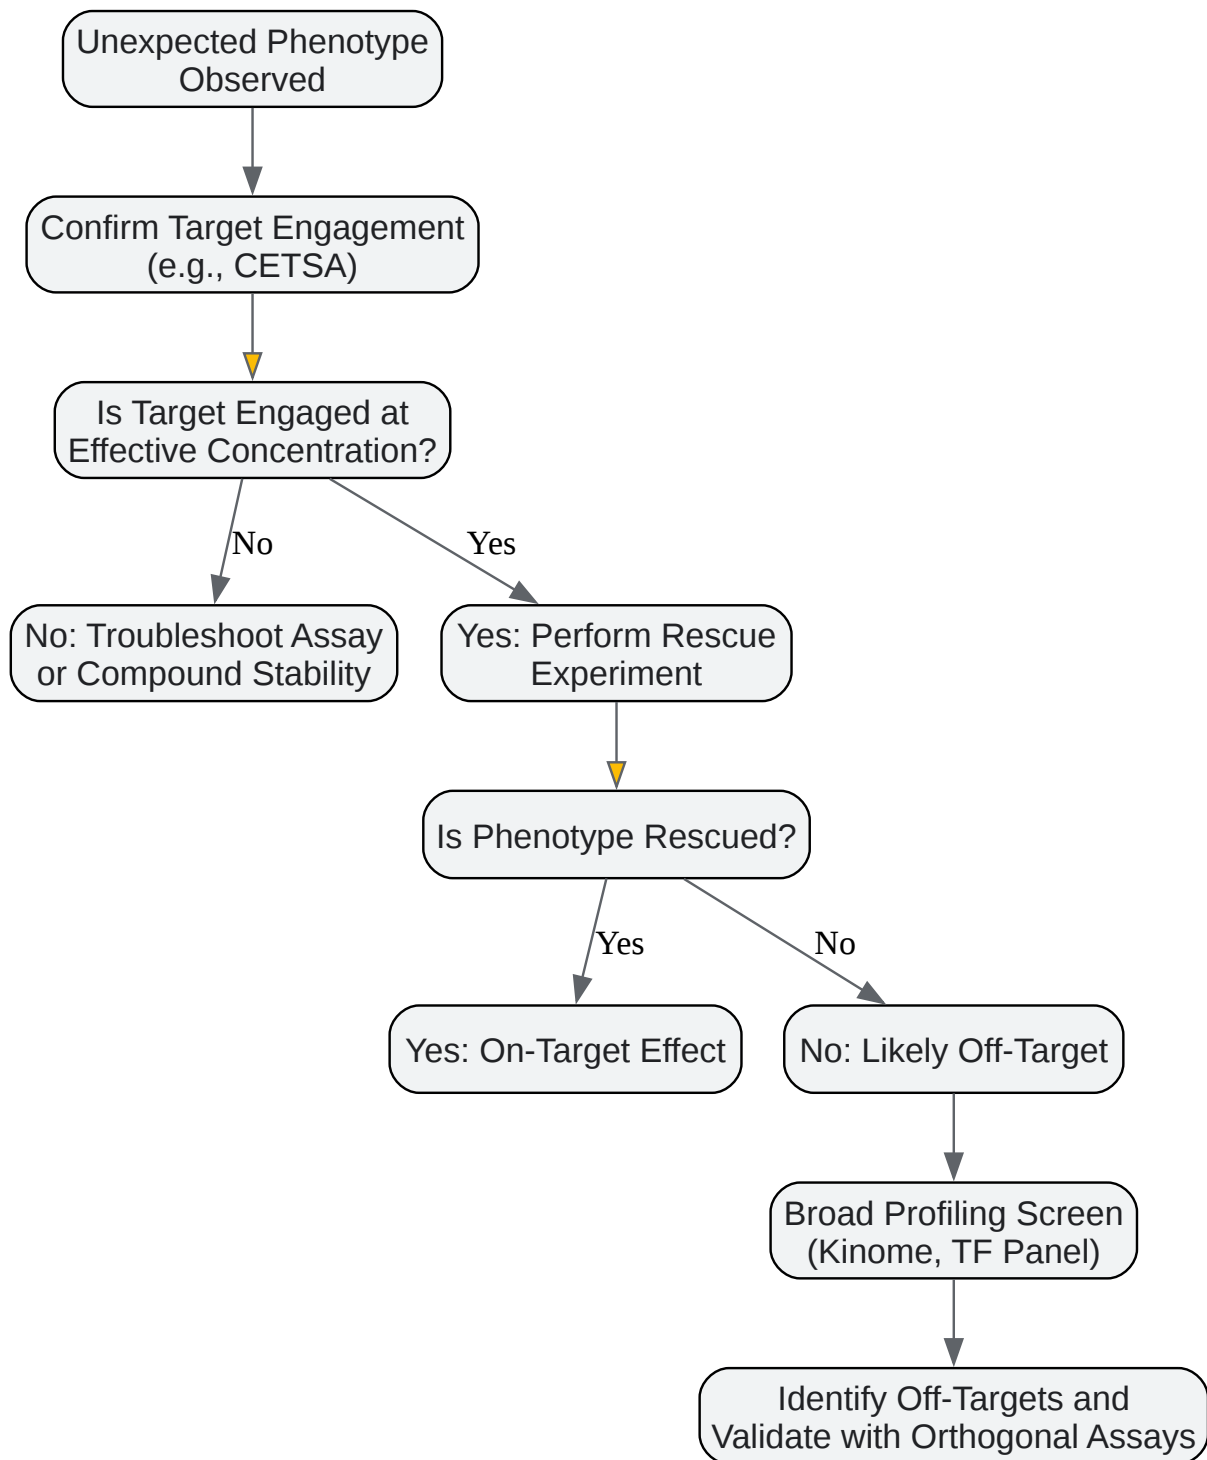 Unexpected Phenotype
Observed
Confirm Target Engagement
(e.g., CETSA)
Is Target Engaged at
Effective Concentration?
No
Yes
No: Troubleshoot Assay
or Compound Stability
Yes: Perform Rescue
Experiment
Is Phenotype Rescued?
Yes
No
Yes: On-Target Effect
No: Likely Off-Target
Broad Profiling Screen
(Kinome, TF Panel)
Identify Off-Targets and
Validate with Orthogonal Assays